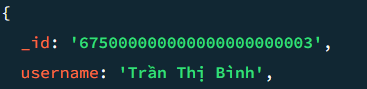 {
_id: '675000000000000000000003',
username: 'Trần Thị Bình',